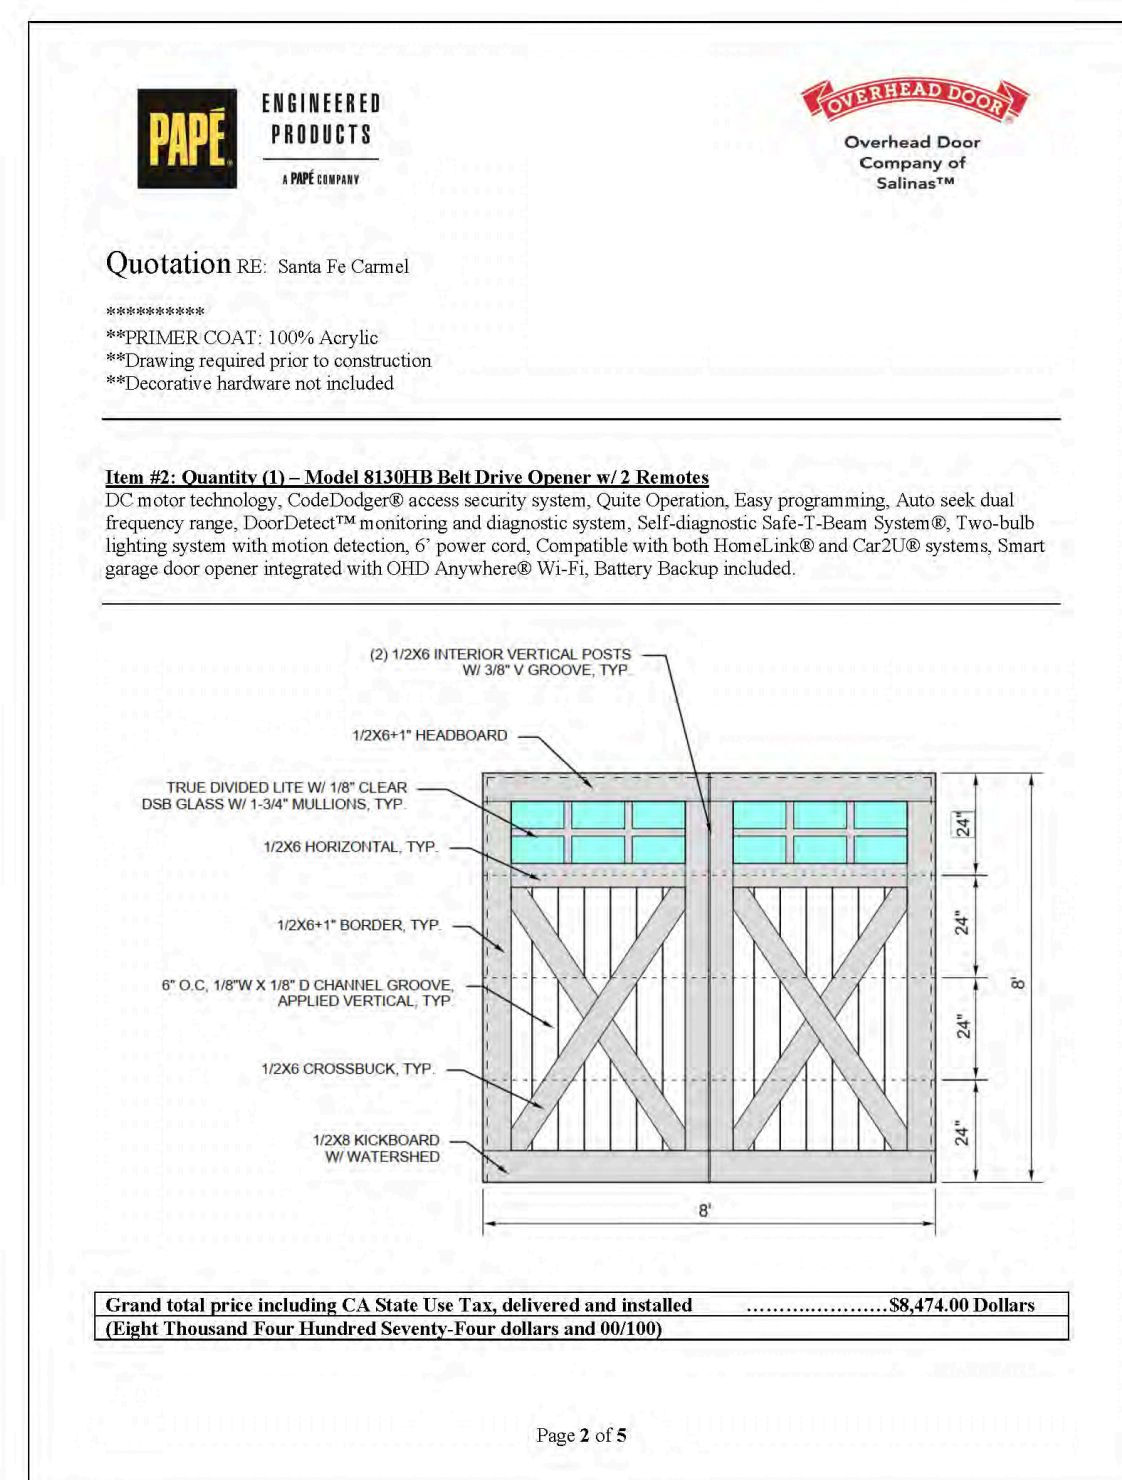 ENGINEERED
PRODUCTS
PAPÉ
A PAPÉ COMPANY
OVERHEAD DOOR
Overhead Door
Company of
Salinas™
Quotation RE: Santa Fe Carmel
**********
**PRIMER COAT: 100% Acrylic
**Drawing required prior to construction
**Decorative hardware not included
Item #2: Quantity (1) – Model 8130HB Belt Drive Opener w/ 2 Remotes
DC motor technology, CodeDodger® access security system, Quite Operation, Easy programming, Auto seek dual
frequency range, DoorDetect™ monitoring and diagnostic system, Self-diagnostic Safe-T-Beam System®, Two-bulb
lighting system with motion detection, 6’ power cord, Compatible with both HomeLink® and Car2U® systems, Smart
garage door opener integrated with OHD Anywhere® Wi-Fi, Battery Backup included.
(2) 1/2X6 INTERIOR VERTICAL POSTS
W/ 3/8" V GROOVE, TYP.
1/2X6+1" HEADBOARD
TRUE DIVIDED LITE W/ 1/8" CLEAR
DSB GLASS W/ 1-3/4" MULLIONS, TYP.
1/2X6 HORIZONTAL, TYP.
1/2X6+1" BORDER, TYP.
6" O.C, 1/8"W X 1/8" D CHANNEL GROOVE,
APPLIED VERTICAL, TYP.
1/2X6 CROSSBUCK, TYP.
1/2X8 KICKBOARD
W/ WATERSHED
24"
24"
24"
24"
8'
8'
Grand total price including CA State Use Tax, delivered and installed ......................$8,474.00 Dollars
(Eight Thousand Four Hundred Seventy-Four dollars and 00/100)
Page 2 of 5